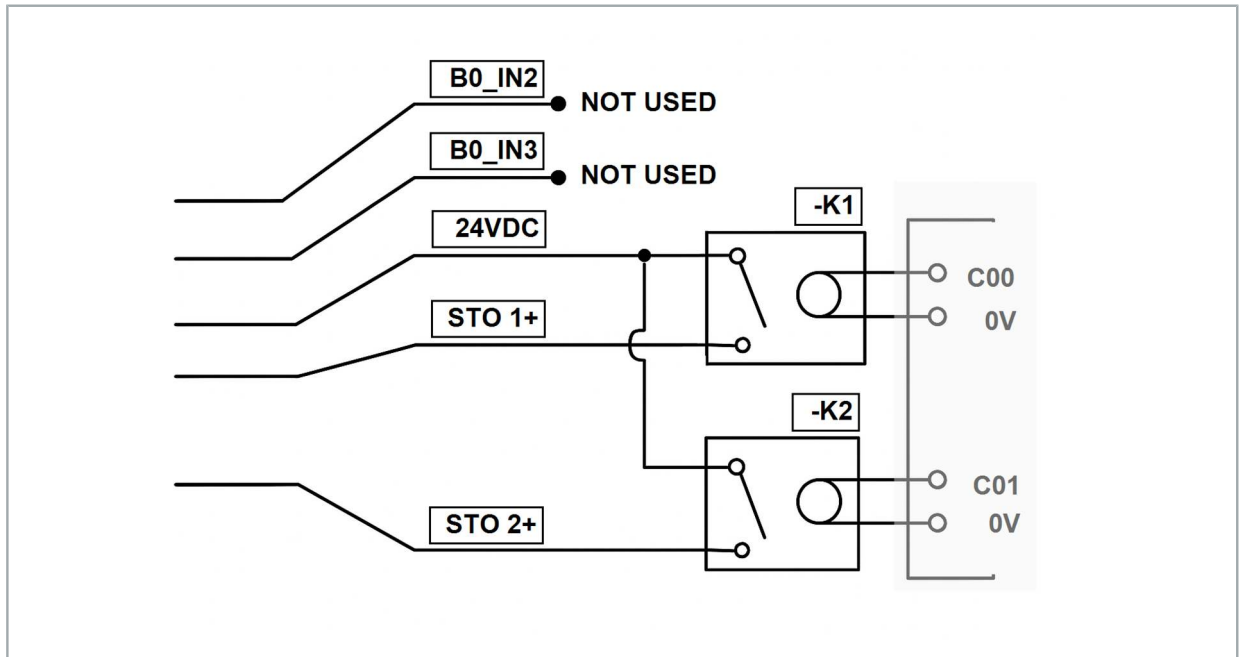 B0_IN2
NOT USED
B0_IN3
NOT USED
-K1
24VDC
C00
STO 1+
0V
-K2
C01
STO 2+
0V